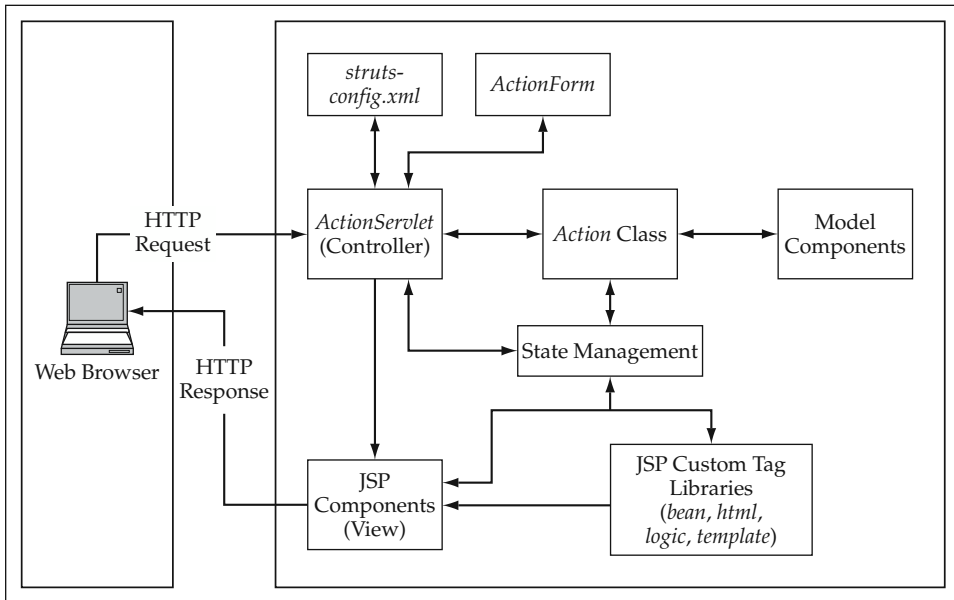 struts-
config.xml
ActionForm
HTTP
Request
ActionServlet
(Controller)
Action Class
Model
Components
Web Browser
HTTP
Response
State Management
JSP
Components
(View)
JSP Custom Tag
Libraries
(bean, html,
logic, template)